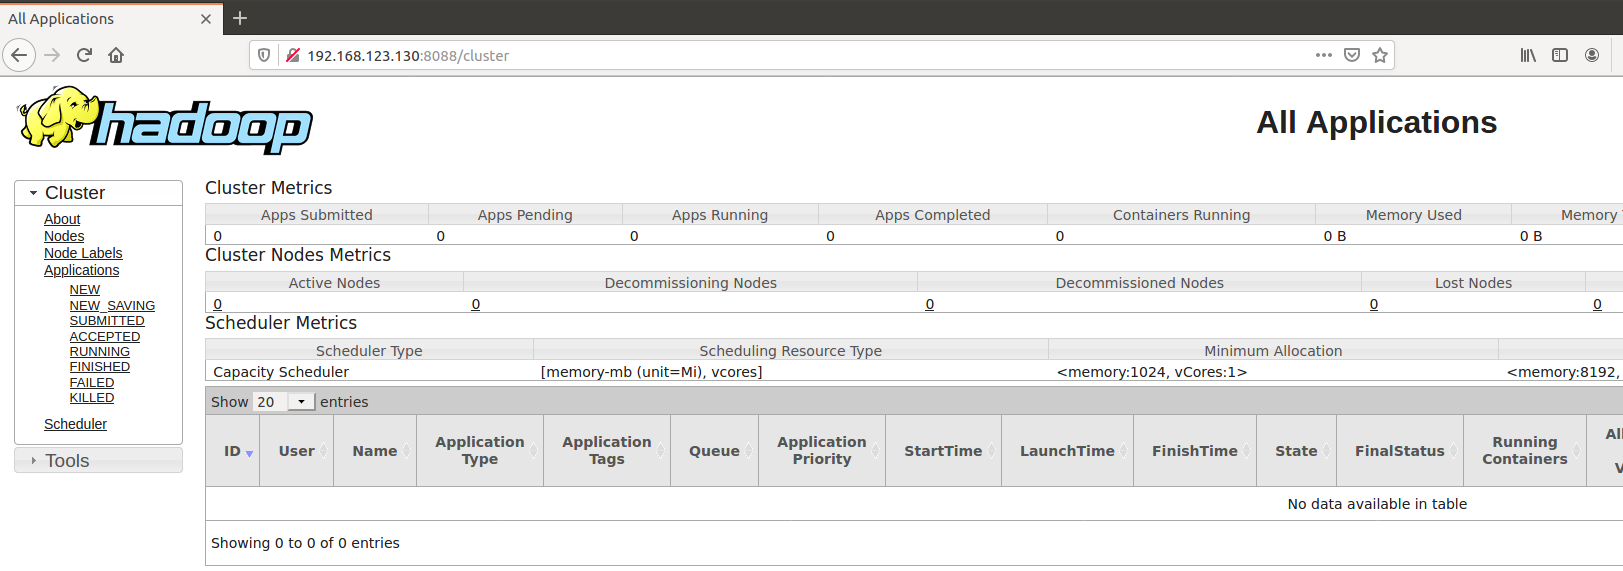 All Applications
192.168.123.130:8088/cluster
hadoop
All Applications
Cluster
About
Nodes
Node Labels
Applications
NEW
NEW_SAVING
SUBMITTED
ACCEPTED
RUNNING
FINISHED
FAILED
KILLED
Scheduler
Tools
Cluster Metrics
Apps Submitted Apps Pending Apps Running Apps Completed Containers Running Memory Used Memory
0 0 0 0 0 0 B 0 B
Cluster Nodes Metrics
Active Nodes Decommissioning Nodes Decommissioned Nodes Lost Nodes
0 0 0 0 0
Scheduler Metrics
Scheduler Type Scheduling Resource Type Minimum Allocation
Capacity Scheduler [memory-mb (unit=Mi), vcores] <memory:1024, vCores:1> <memory:8192,
Show 20 entries
ID User Name Application Type Application Tags Queue Application Priority StartTime LaunchTime FinishTime State FinalStatus Running Containers
No data available in table
Showing 0 to 0 of 0 entries